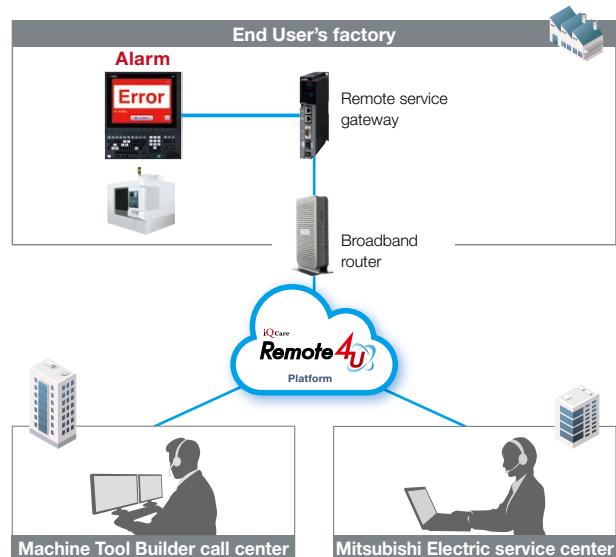 End User's factory
Alarm
Error
Remote service
gateway
Broadband
router
iQ Care
Remote4U
Platform
Machine Tool Builder call center
Mitsubishi Electric service center